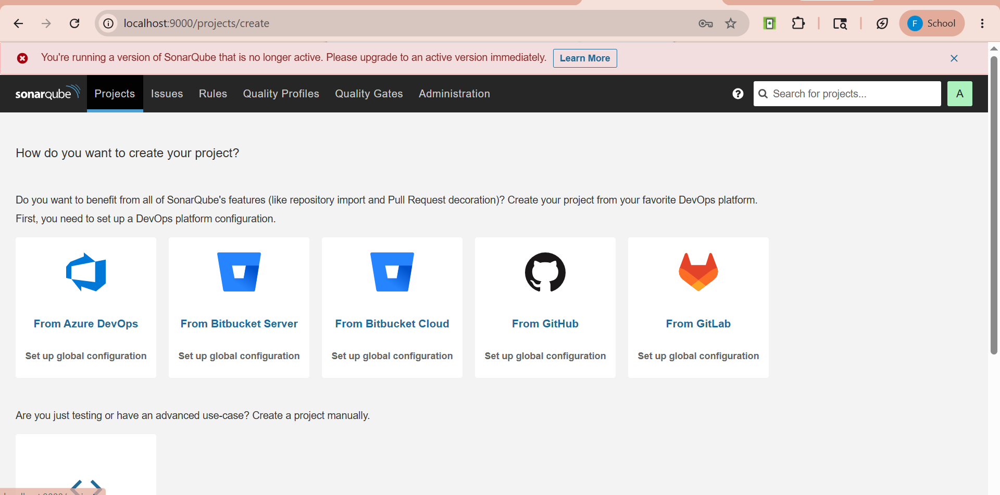 localhost:9000/projects/create
F School
You're running a version of SonarQube that is no longer active. Please upgrade to an active version immediately. Learn More
sonarqube Projects Issues Rules Quality Profiles Quality Gates Administration ? Search for projects... A
How do you want to create your project?
Do you want to benefit from all of SonarQube's features (like repository import and Pull Request decoration)? Create your project from your favorite DevOps platform.
First, you need to set up a DevOps platform configuration.
From Azure DevOps From Bitbucket Server From Bitbucket Cloud From GitHub From GitLab
Set up global configuration Set up global configuration Set up global configuration Set up global configuration Set up global configuration
Are you just testing or have an advanced use-case? Create a project manually.